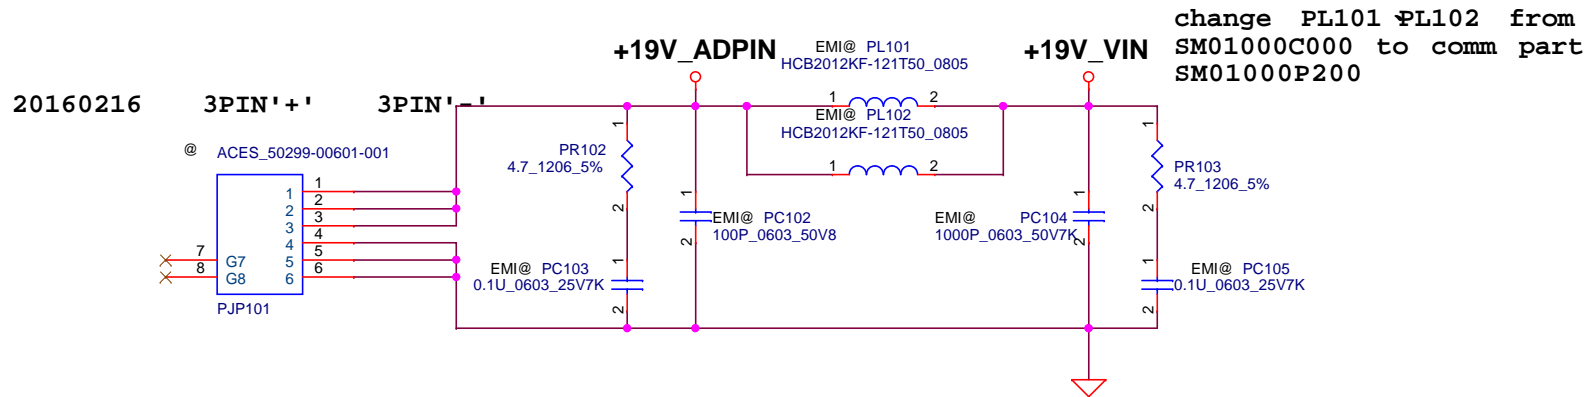 change PL101、PL102 from
SM01000C000 to comm part
SM01000P200
+19V_ADPIN
EMI@ PL101
HCB2012KF-121T50_0805
+19V_VIN
20160216 3PIN'+' 3PIN'-'
1 2
EMI@ PL102
HCB2012KF-121T50_0805
1 2
@ ACES_50299-00601-001
1 1
2 2
3 3
4 4
5 5
6 6
7 G7
8 G8
PJP101
1
PR102
4.7_1206_5%
2
1
EMI@ PC102
100P_0603_50V8
2
1
EMI@ PC103
0.1U_0603_25V7K
2
1
EMI@ PC104
1000P_0603_50V7K
2
1
PR103
4.7_1206_5%
2
1
EMI@ PC105
0.1U_0603_25V7K
2